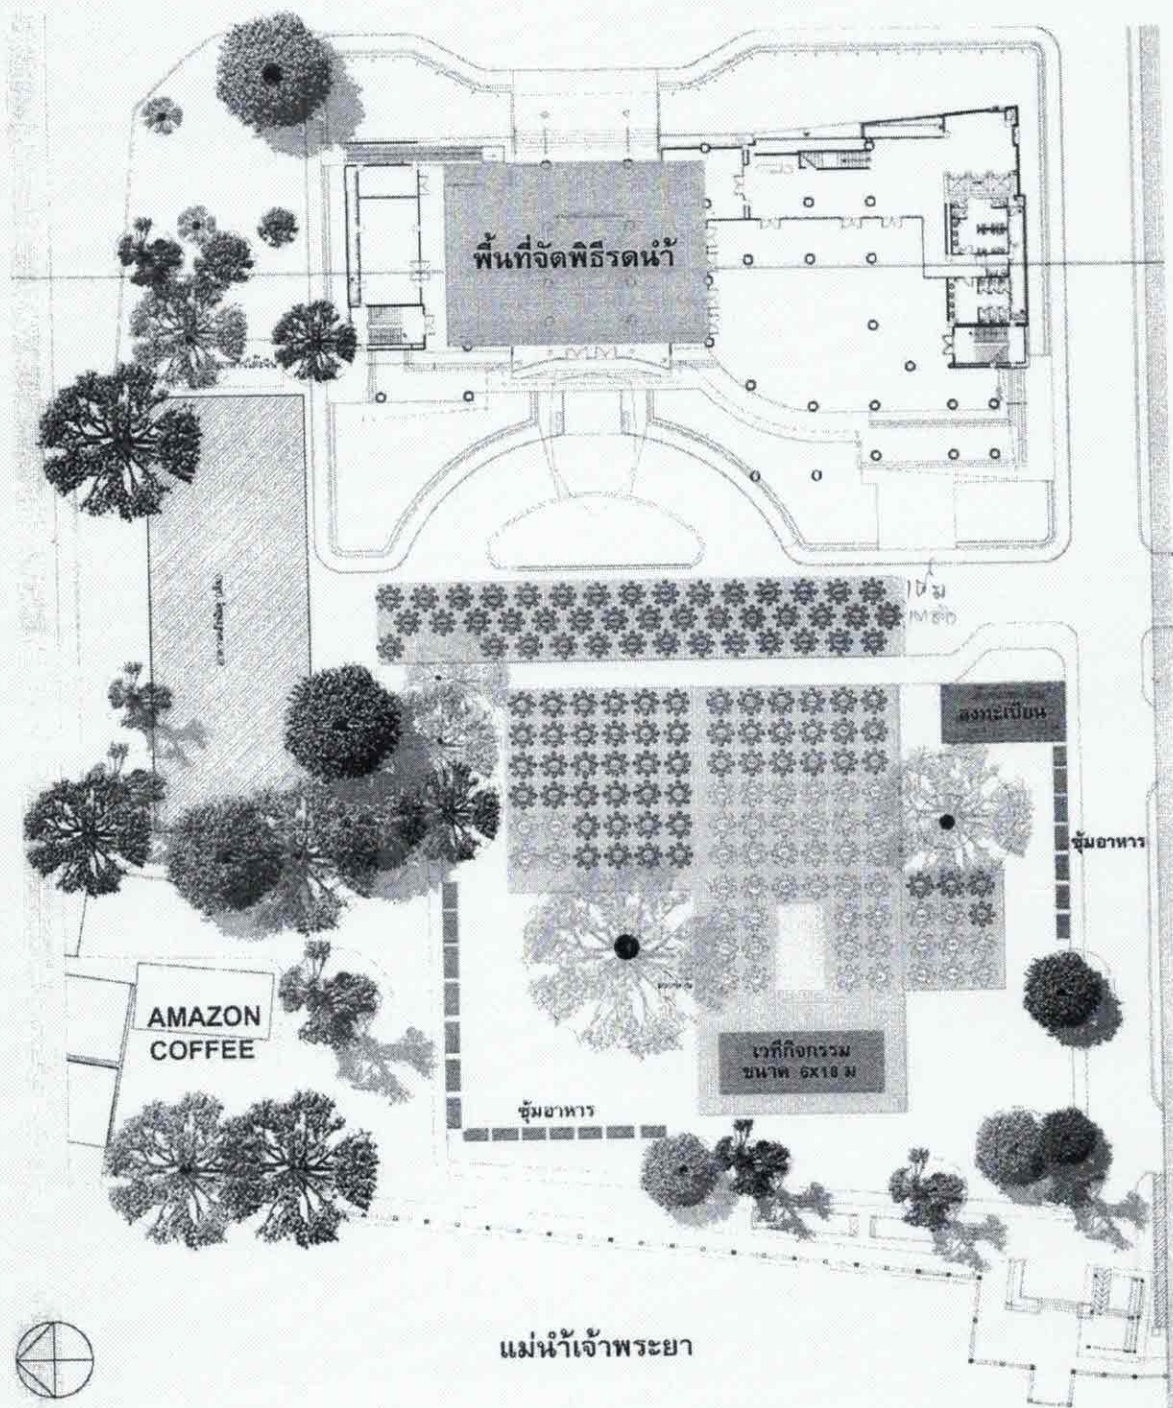 พื้นที่จัดพิธีรดน้ำ
ลงทะเบียน
ซุ้มอาหาร
AMAZON
COFFEE
เวทีกิจกรรม
ขนาด 6X18 ม
ซุ้มอาหาร
แม่น้ำเจ้าพระยา